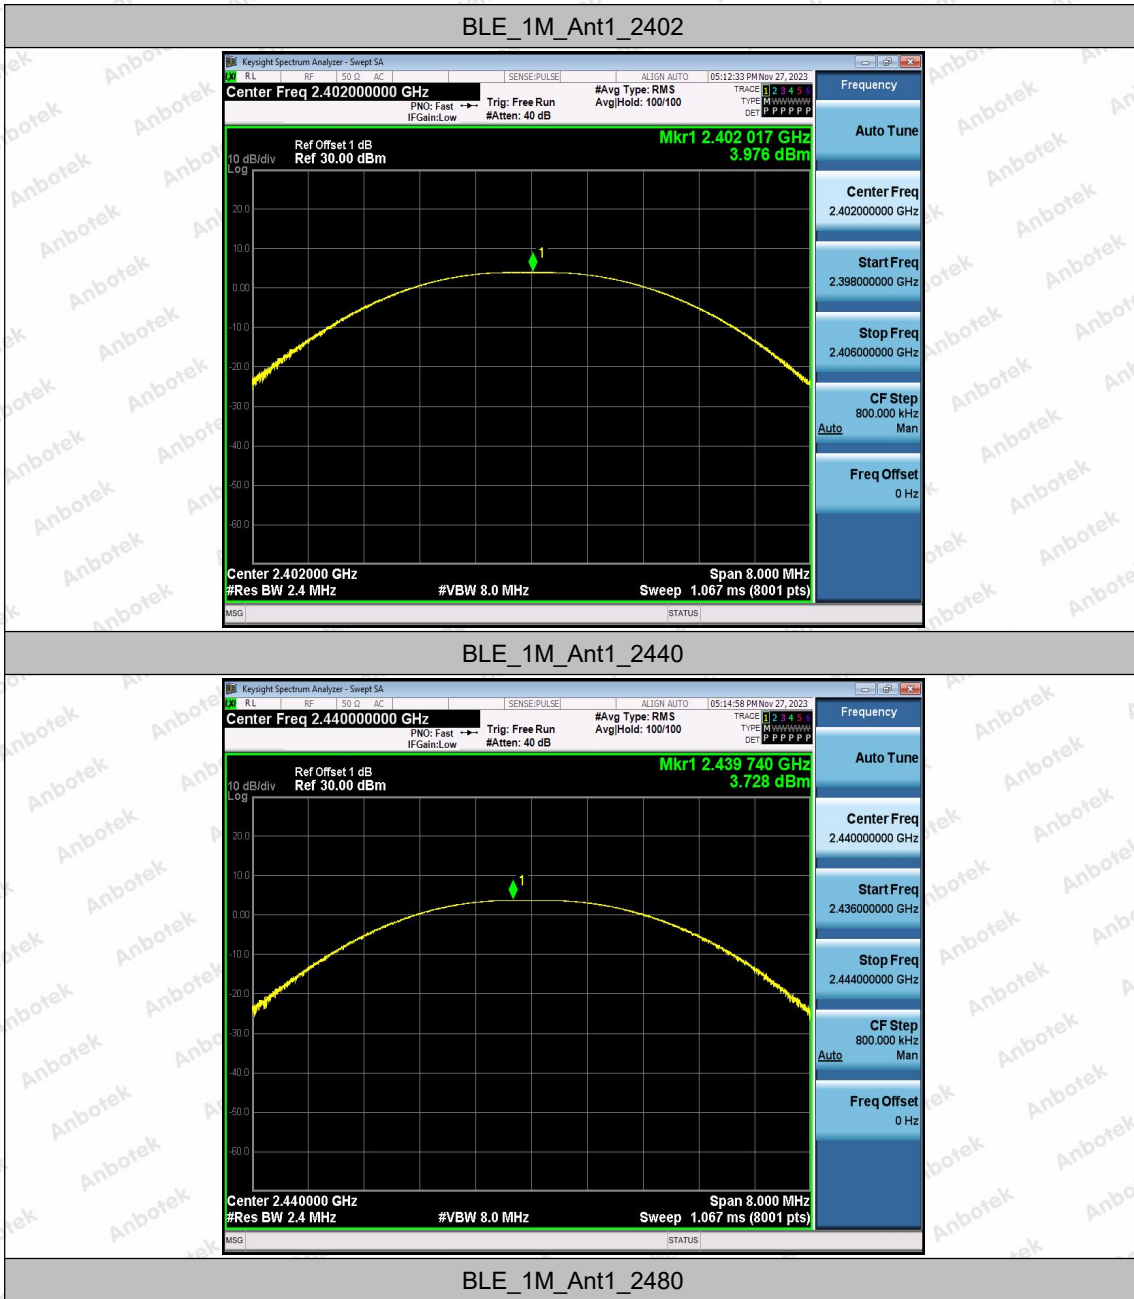 BLE_1M_Ant1_2402
Keysight Spectrum Analyzer - Swept SA
LXI RL RF 50 Ω AC SENSE:PULSE ALIGN AUTO 05:12:33 PM Nov 27, 2023
Center Freq 2.402000000 GHz
PNO: Fast
IFGain:Low
Trig: Free Run
#Atten: 40 dB
#Avg Type: RMS
Avg|Hold: 100/100
TRACE 1 2 3 4 5 6
TYPE M WWWWW
DET P P P P P P
Frequency
Auto Tune
Center Freq
2.402000000 GHz
Start Freq
2.398000000 GHz
Stop Freq
2.406000000 GHz
CF Step
800.000 kHz
Auto Man
Freq Offset
0 Hz
Mkr1 2.402 017 GHz
3.976 dBm
Ref Offset 1 dB
10 dB/div Ref 30.00 dBm
Log
20.0
10.0
0.00
-10.0
-20.0
-30.0
-40.0
-50.0
-60.0
1
Center 2.402000 GHz Span 8.000 MHz
#Res BW 2.4 MHz #VBW 8.0 MHz Sweep 1.067 ms (8001 pts)
MSG STATUS
BLE_1M_Ant1_2440
Keysight Spectrum Analyzer - Swept SA
LXI RL RF 50 Ω AC SENSE:PULSE ALIGN AUTO 05:14:58 PM Nov 27, 2023
Center Freq 2.440000000 GHz
PNO: Fast
IFGain:Low
Trig: Free Run
#Atten: 40 dB
#Avg Type: RMS
Avg|Hold: 100/100
TRACE 1 2 3 4 5 6
TYPE M WWWWW
DET P P P P P P
Frequency
Auto Tune
Center Freq
2.440000000 GHz
Start Freq
2.436000000 GHz
Stop Freq
2.444000000 GHz
CF Step
800.000 kHz
Auto Man
Freq Offset
0 Hz
Mkr1 2.439 740 GHz
3.728 dBm
Ref Offset 1 dB
10 dB/div Ref 30.00 dBm
Log
20.0
10.0
0.00
-10.0
-20.0
-30.0
-40.0
-50.0
-60.0
1
Center 2.440000 GHz Span 8.000 MHz
#Res BW 2.4 MHz #VBW 8.0 MHz Sweep 1.067 ms (8001 pts)
MSG STATUS
BLE_1M_Ant1_2480
Anbotek